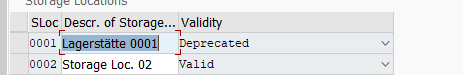 Storage Locations
SLoc Descr. of Storage... Validity
0001 Lagerstätte 0001 Deprecated
0002 Storage Loc. 02 Valid